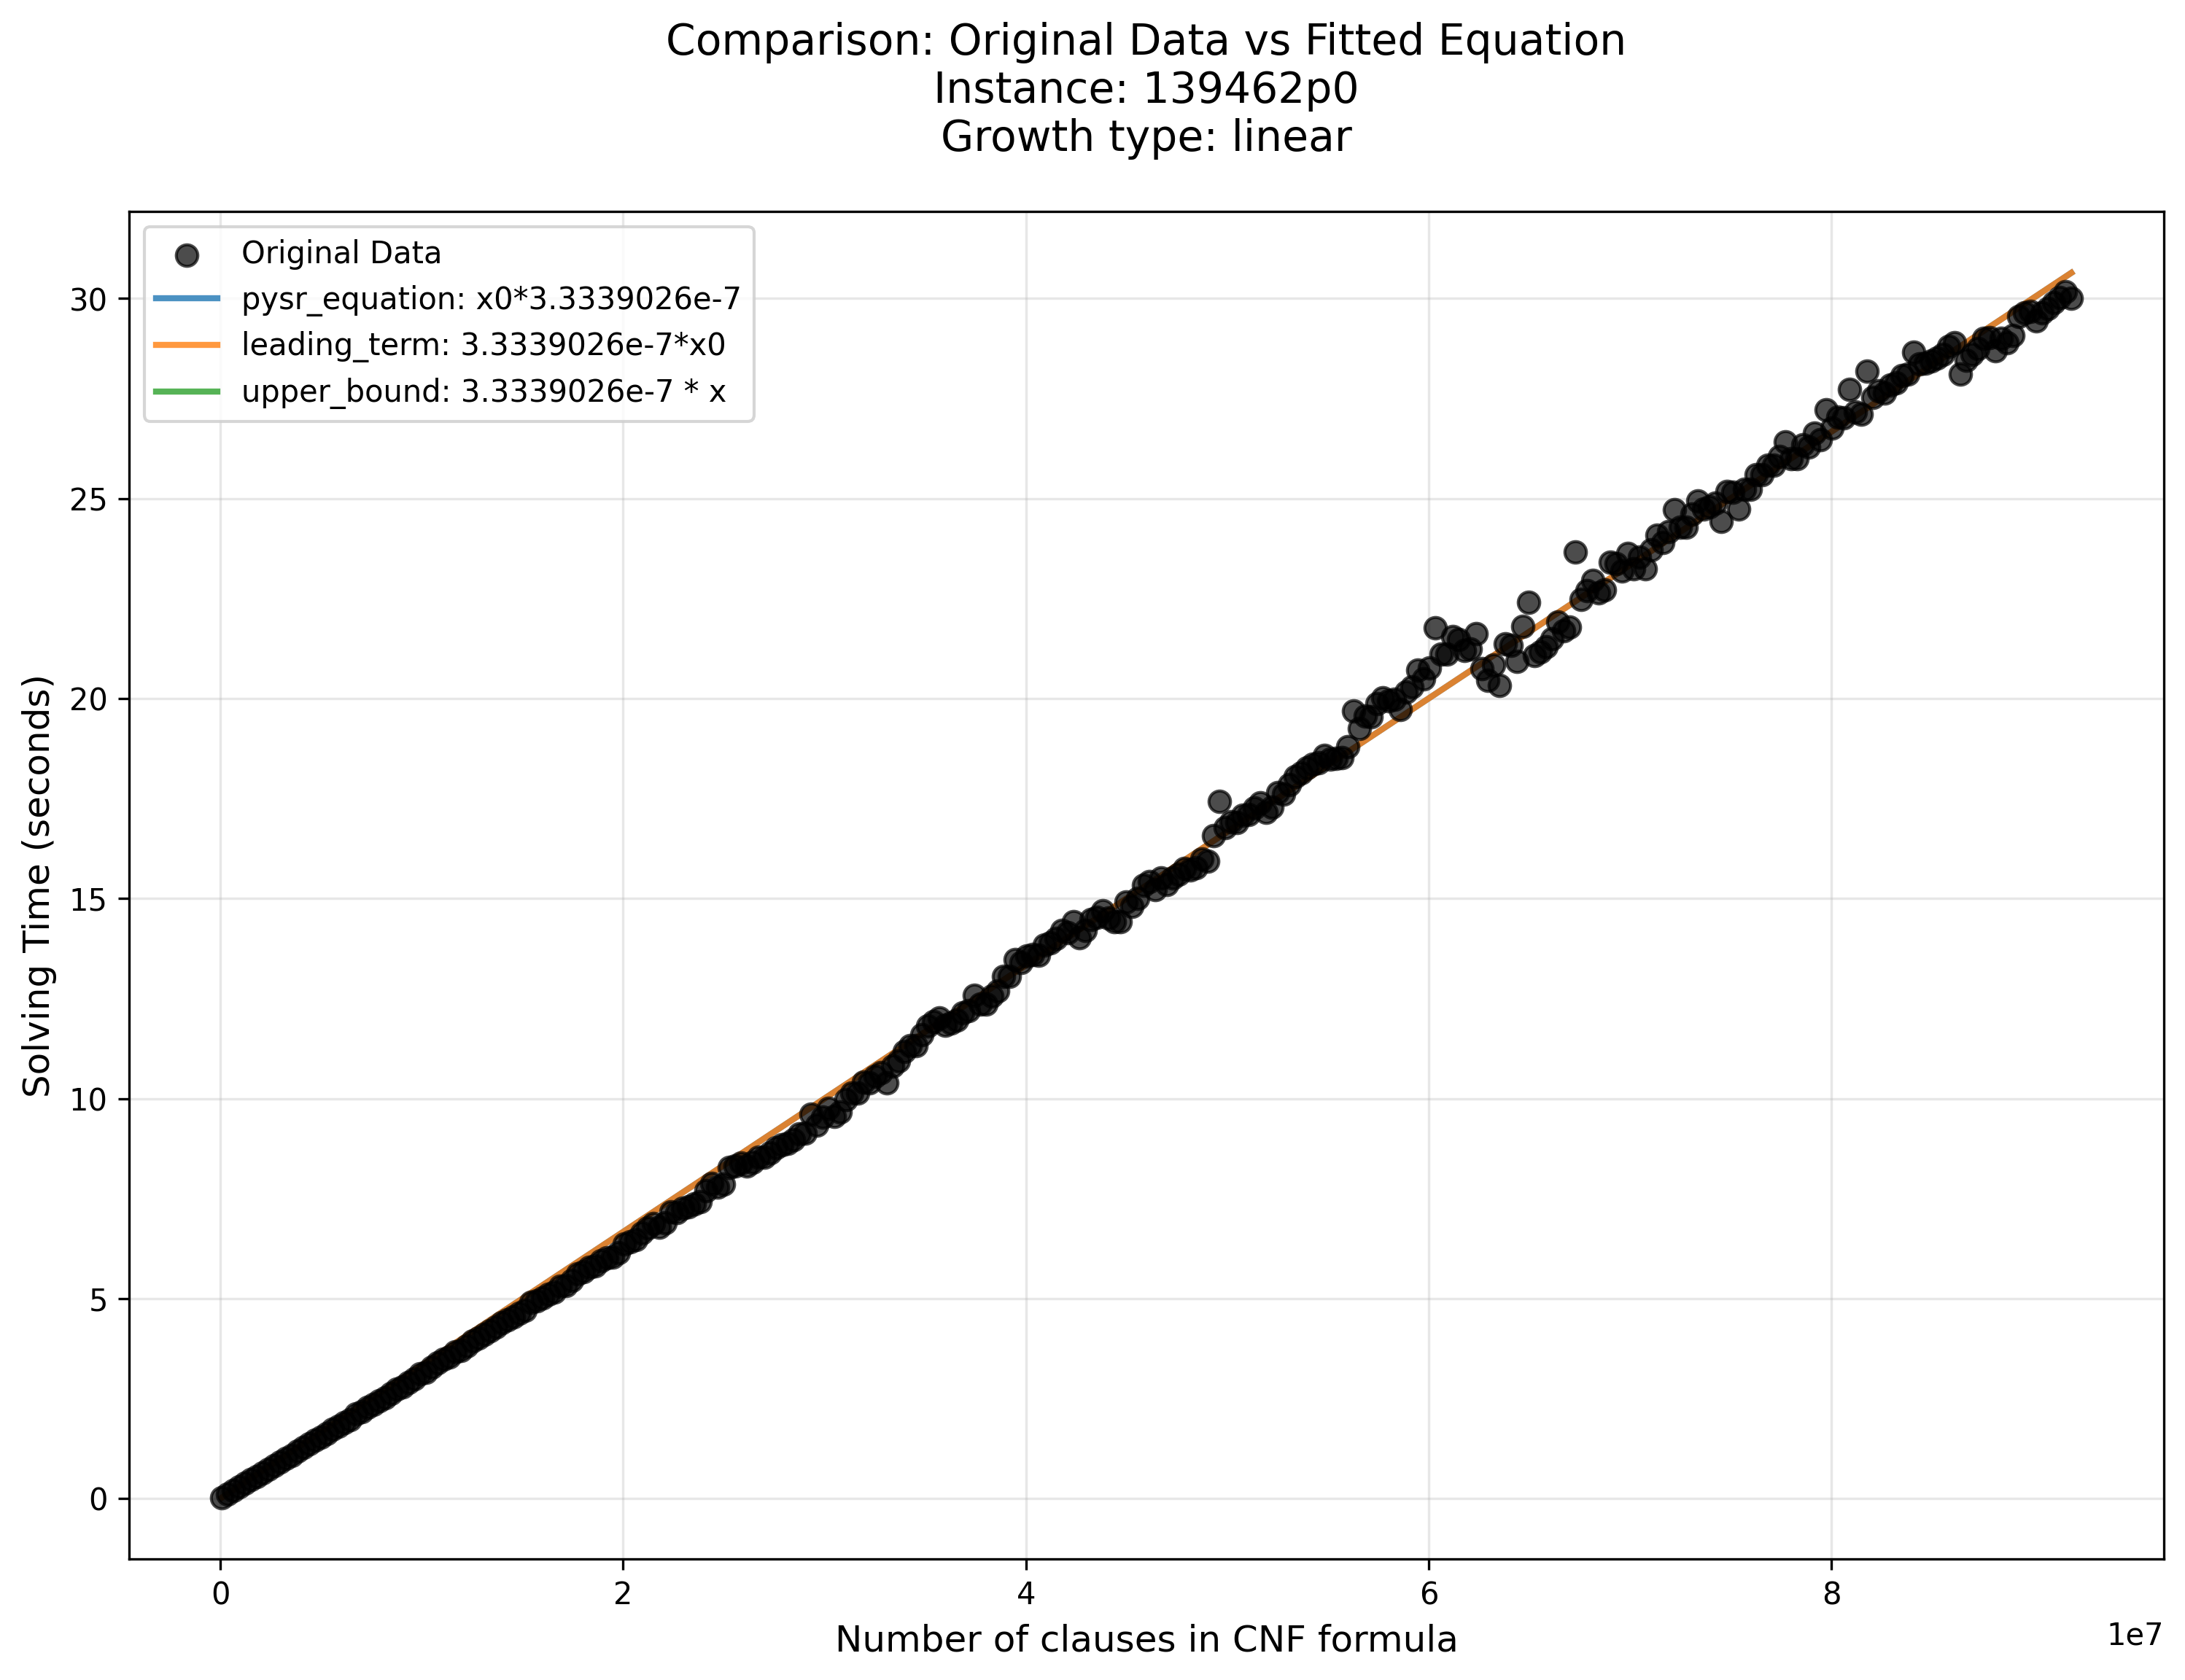 Comparison: Original Data vs Fitted Equation
Instance: 139462p0
Growth type: linear
Original Data
pysr_equation: x0*3.3339026e-7
leading_term: 3.3339026e-7*x0
upper_bound: 3.3339026e-7 * x
30
25
20
15
10
5
0
Solving Time (seconds)
0 2 4 6 8
1e7
Number of clauses in CNF formula